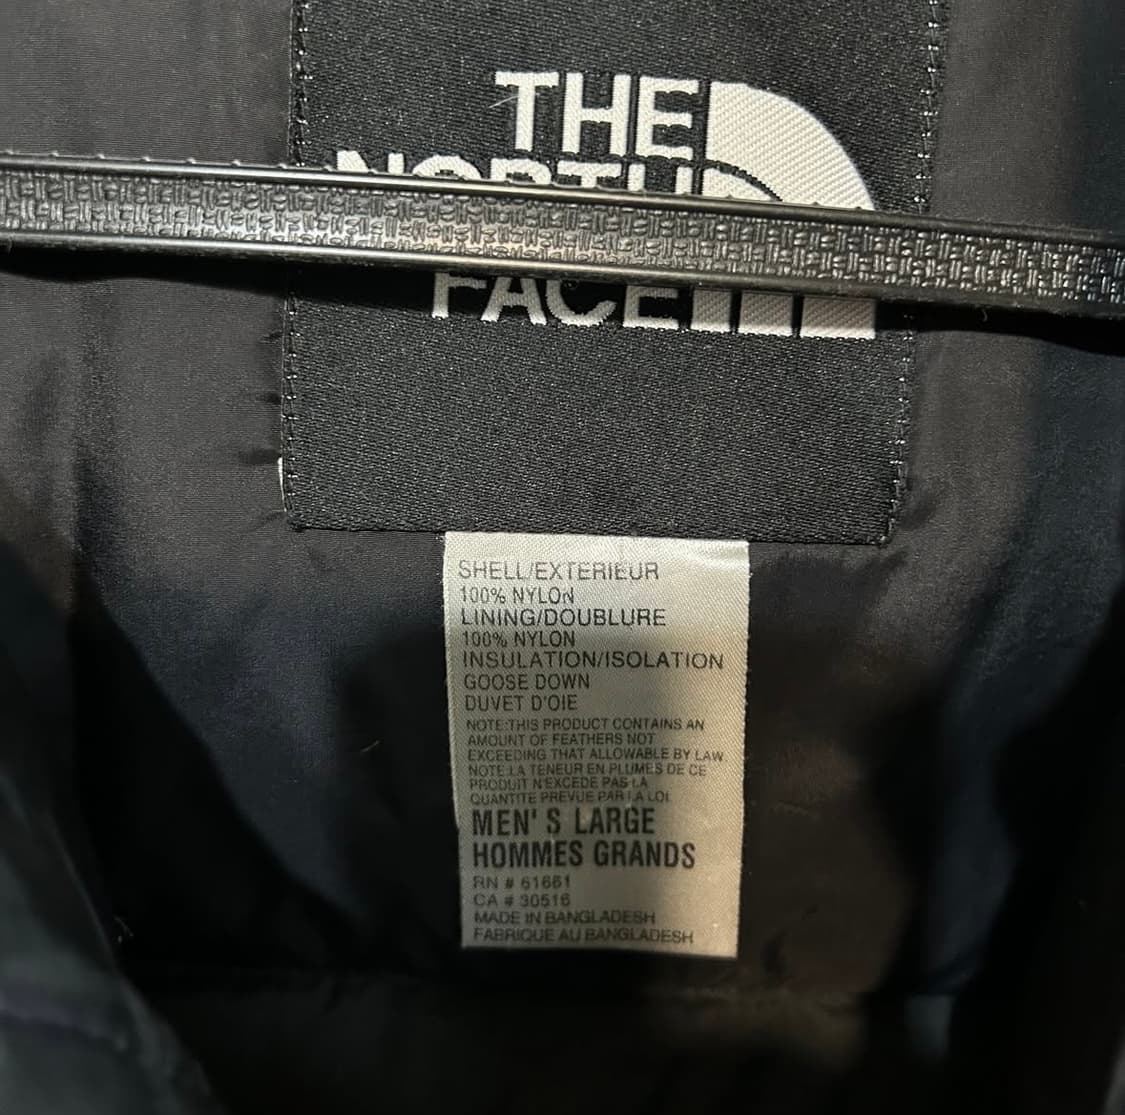 THE
NORTH
FACE
SHELL/EXTERIEUR
100% NYLON
LINING/DOUBLURE
100% NYLON
INSULATION/ISOLATION
GOOSE DOWN
DUVET D'OIE
NOTE:THIS PRODUCT CONTAINS AN
AMOUNT OF FEATHERS NOT
EXCEEDING THAT ALLOWABLE BY LAW
NOTE:LA TENEUR EN PLUMES DE CE
PRODUIT N'EXCEDE PAS LA
QUANTITE PREVUE PAR LA LOI
MEN' S LARGE
HOMMES GRANDS
RN # 61661
CA # 30516
MADE IN BANGLADESH
FABRIQUE AU BANGLADESH